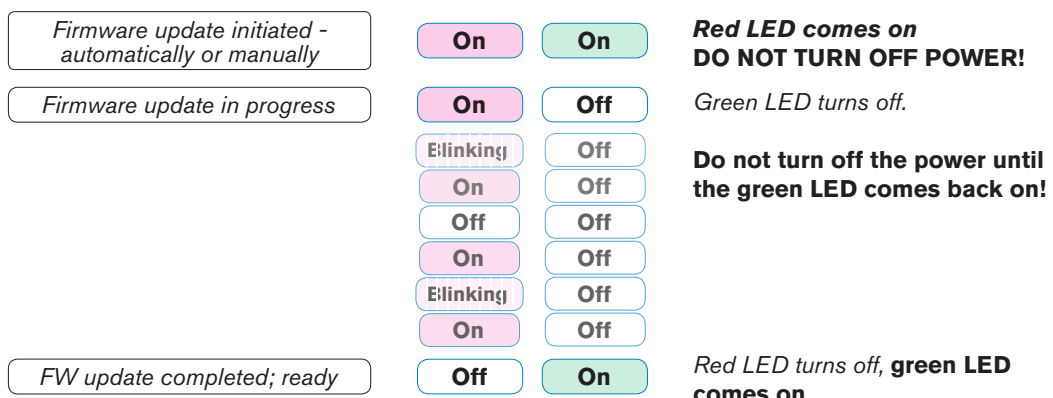 Firmware update initiated -
automatically or manually
On On
Red LED comes on
DO NOT TURN OFF POWER!
Firmware update in progress
On Off
Green LED turns off.
Blinking Off
Do not turn off the power until
the green LED comes back on!
On Off
Off Off
On Off
Blinking Off
On Off
FW update completed; ready
Off On
Red LED turns off, green LED
comes on